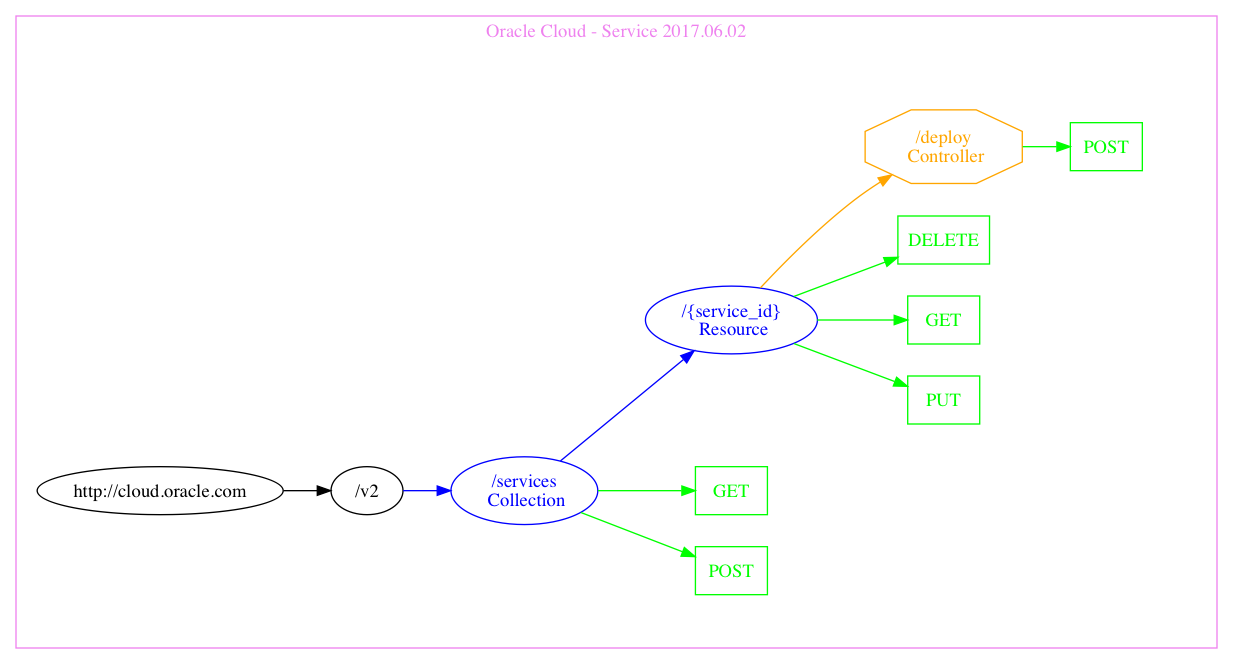 Oracle Cloud - Service 2017.06.02
/deploy
Controller
POST
DELETE
/{service_id}
Resource
GET
PUT
http://cloud.oracle.com
/v2
/services
Collection
GET
POST